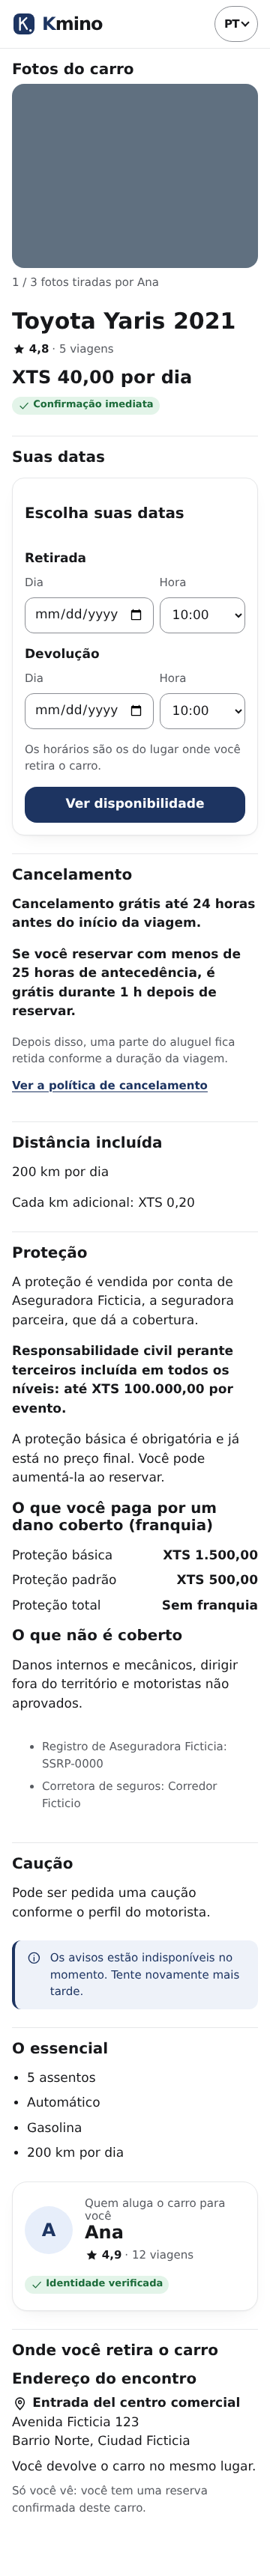 Kmino
PT
Fotos do carro
1 / 3 fotos tiradas por Ana
Toyota Yaris 2021
★ 4,8 · 5 viagens
XTS 40,00 por dia
Confirmação imediata
Suas datas
Escolha suas datas
Retirada
Dia
Hora
mm/dd/yyyy
10:00
Devolução
Dia
Hora
mm/dd/yyyy
10:00
Os horários são os do lugar onde você
retira o carro.
Ver disponibilidade
Cancelamento
Cancelamento grátis até 24 horas
antes do início da viagem.
Se você reservar com menos de
25 horas de antecedência, é
grátis durante 1 h depois de
reservar.
Depois disso, uma parte do aluguel fica
retida conforme a duração da viagem.
Ver a política de cancelamento
Distância incluída
200 km por dia
Cada km adicional: XTS 0,20
Proteção
A proteção é vendida por conta de
Aseguradora Ficticia, a seguradora
parceira, que dá a cobertura.
Responsabilidade civil perante
terceiros incluída em todos os
níveis: até XTS 100.000,00 por
evento.
A proteção básica é obrigatória e já
está no preço final. Você pode
aumentá-la ao reservar.
O que você paga por um
dano coberto (franquia)
Proteção básica XTS 1.500,00
Proteção padrão XTS 500,00
Proteção total Sem franquia
O que não é coberto
Danos internos e mecânicos, dirigir
fora do território e motoristas não
aprovados.
• Registro de Aseguradora Ficticia:
SSRP-0000
• Corretora de seguros: Corredor
Ficticio
Caução
Pode ser pedida uma caução
conforme o perfil do motorista.
Os avisos estão indisponíveis no
momento. Tente novamente mais
tarde.
O essencial
• 5 assentos
• Automático
• Gasolina
• 200 km por dia
A
Quem aluga o carro para
você
Ana
★ 4,9 · 12 viagens
Identidade verificada
Onde você retira o carro
Endereço do encontro
Entrada del centro comercial
Avenida Ficticia 123
Barrio Norte, Ciudad Ficticia
Você devolve o carro no mesmo lugar.
Só você vê: você tem uma reserva
confirmada deste carro.